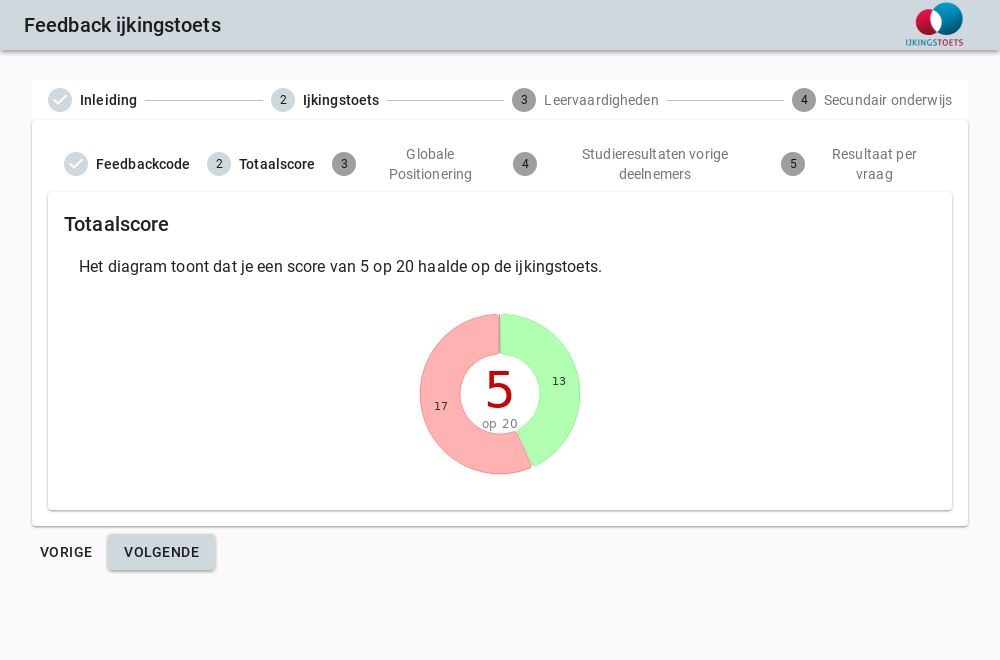 Feedback ijkingstoets
IJKINGSTOETS
Inleiding
2 Ijkingstoets
3 Leervaardigheden
4 Secundair onderwijs
Feedbackcode
2 Totaalscore
3 Globale
Positionering
4 Studieresultaten vorige
deelnemers
5 Resultaat per
vraag
Totaalscore
Het diagram toont dat je een score van 5 op 20 haalde op de ijkingstoets.
13
5
17
op 20
VORIGE
VOLGENDE